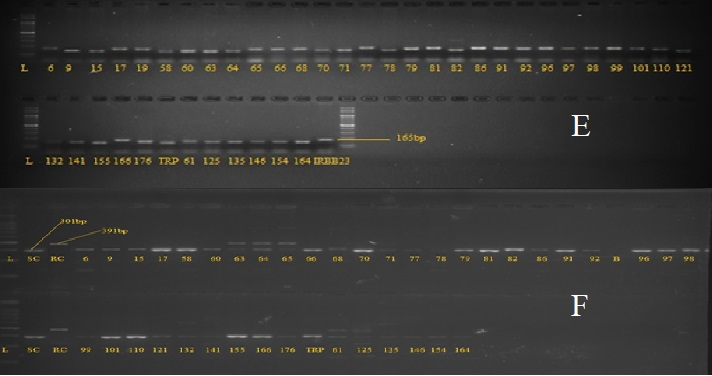 L 6 9 15 17 19 58 60 63 64 65 66 68 70 71 77 78 79 81 82 86 91 92 96 97 98 99 101 110 121
E
165bp
L 132 141 155 166 176 TRP 61 125 135 146 154 164
301bp
391bp
L SC RC 6 9 15 17 58 60 63 64 65 66 68 70 71 77 78 79 81 82 86 91 92 B 96 97 98
F
L SC RC 99 101 110 121 132 141 155 166 176 TRP 61 125 135 146 154 164